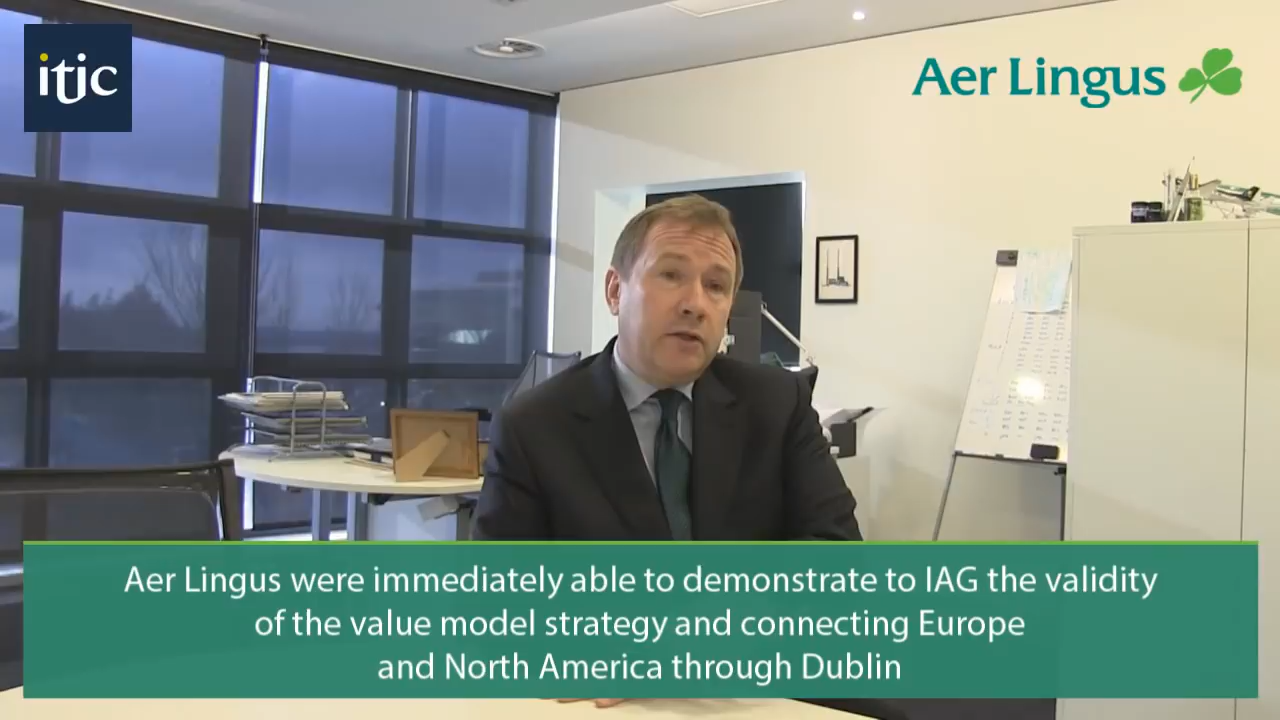 itic
Aer Lingus
Aer Lingus were immediately able to demonstrate to IAG the validity
of the value model strategy and connecting Europe
and North America through Dublin